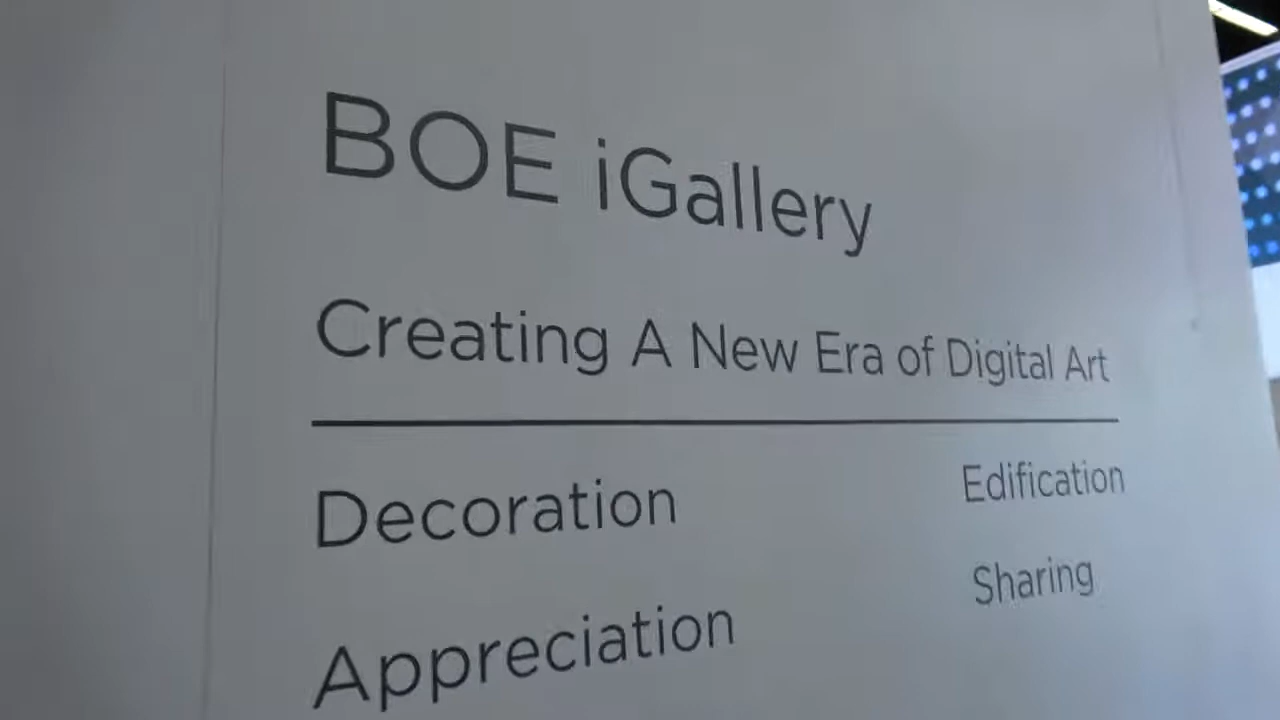 BOE iGallery
Creating A New Era of Digital Art
Decoration Edification
Appreciation Sharing